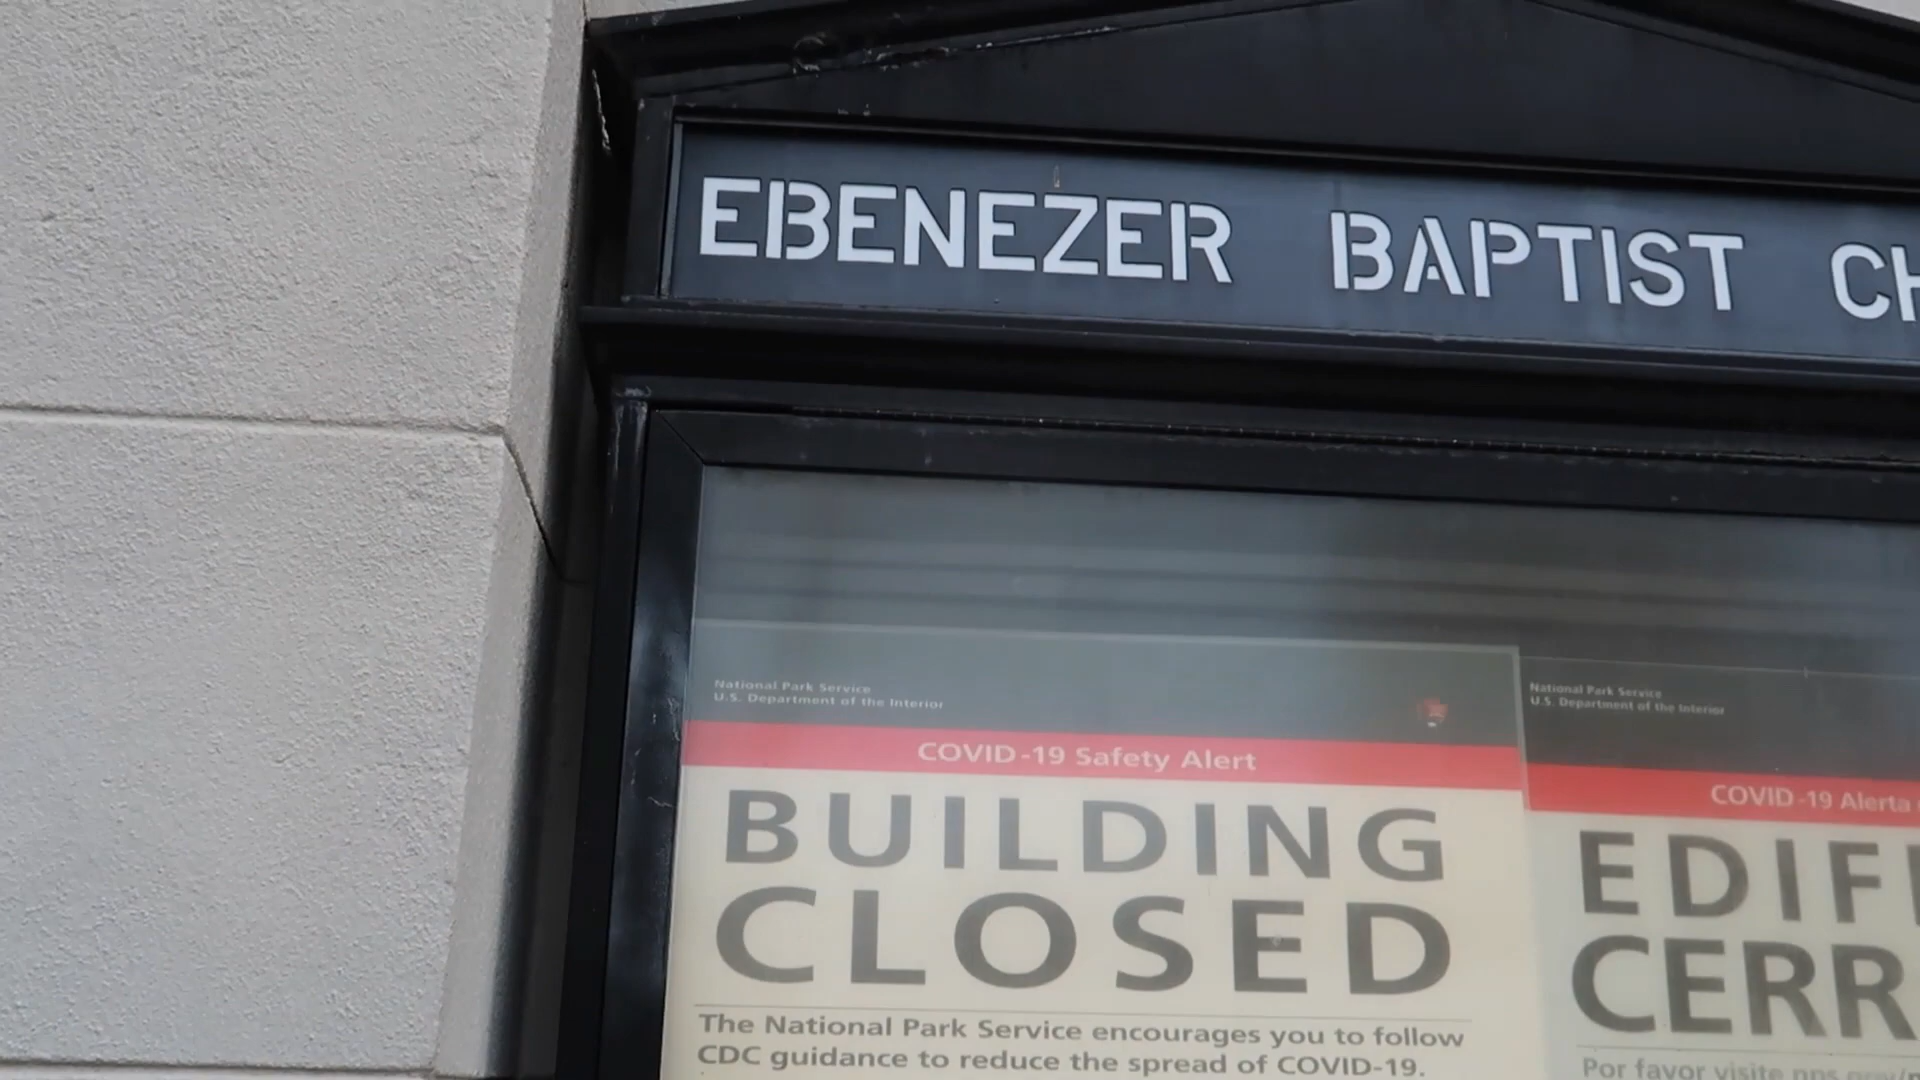 EBENEZER BAPTIST CH
National Park Service
U.S. Department of the Interior
COVID-19 Safety Alert
BUILDING
CLOSED
The National Park Service encourages you to follow
CDC guidance to reduce the spread of COVID-19.
National Park Service
U.S. Department of the Interior
COVID-19 Alerta
EDIFI
CERR
Por favor visite nps.gov/